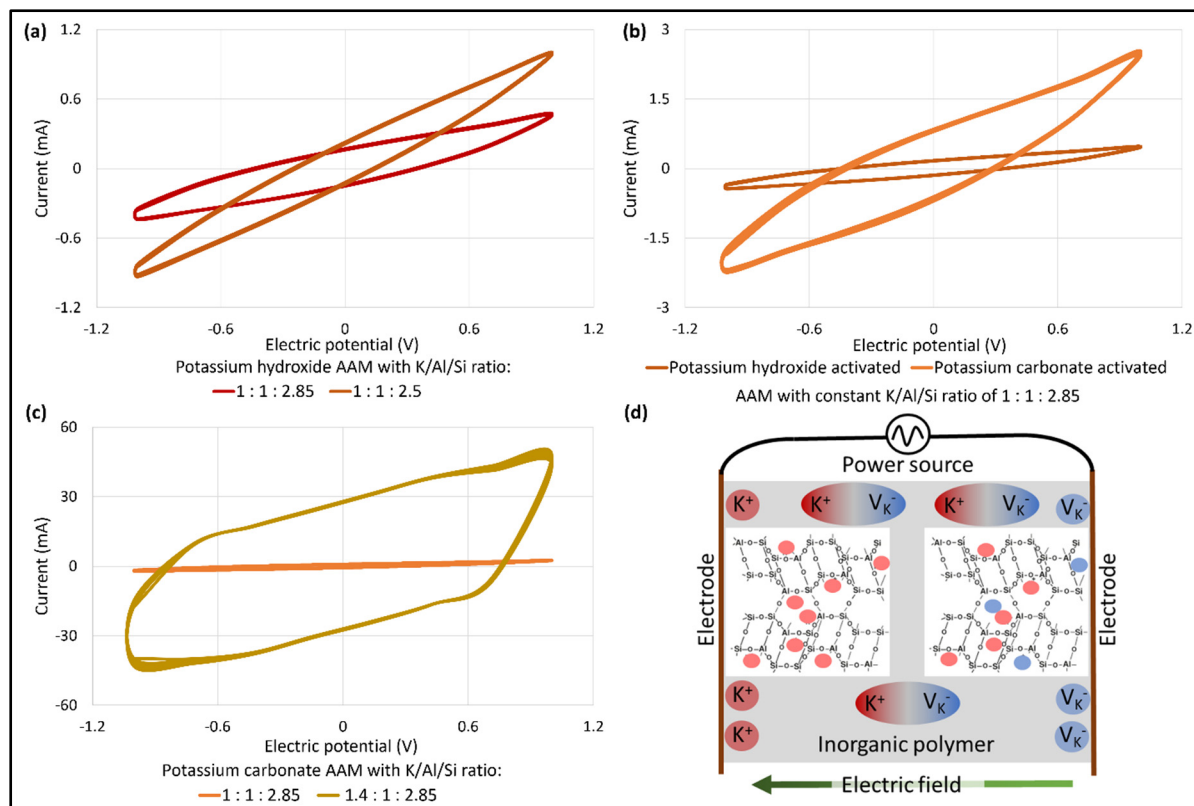 (a)
1.2
0.6
0
-0.6
-1.2
Current (mA)
-1.2 -0.6 0 0.6 1.2
Electric potential (V)
Potassium hydroxide AAM with K/Al/Si ratio:
1 : 1 : 2.85 1 : 1 : 2.5
(b)
3
1.5
0
-1.5
-3
Current (mA)
-1.2 -0.6 0 0.6 1.2
Electric potential (V)
Potassium hydroxide activated Potassium carbonate activated
AAM with constant K/Al/Si ratio of 1 : 1 : 2.85
(c)
60
30
0
-30
-60
Current (mA)
-1.2 -0.6 0 0.6 1.2
Electric potential (V)
Potassium carbonate AAM with K/Al/Si ratio:
1 : 1 : 2.85 1.4 : 1 : 2.85
(d)
Power source
K+ K+ VK- K+ VK- VK-
Electrode
Electrode
K+ K+ VK- VK-
K+ VK-
Inorganic polymer
Electric field